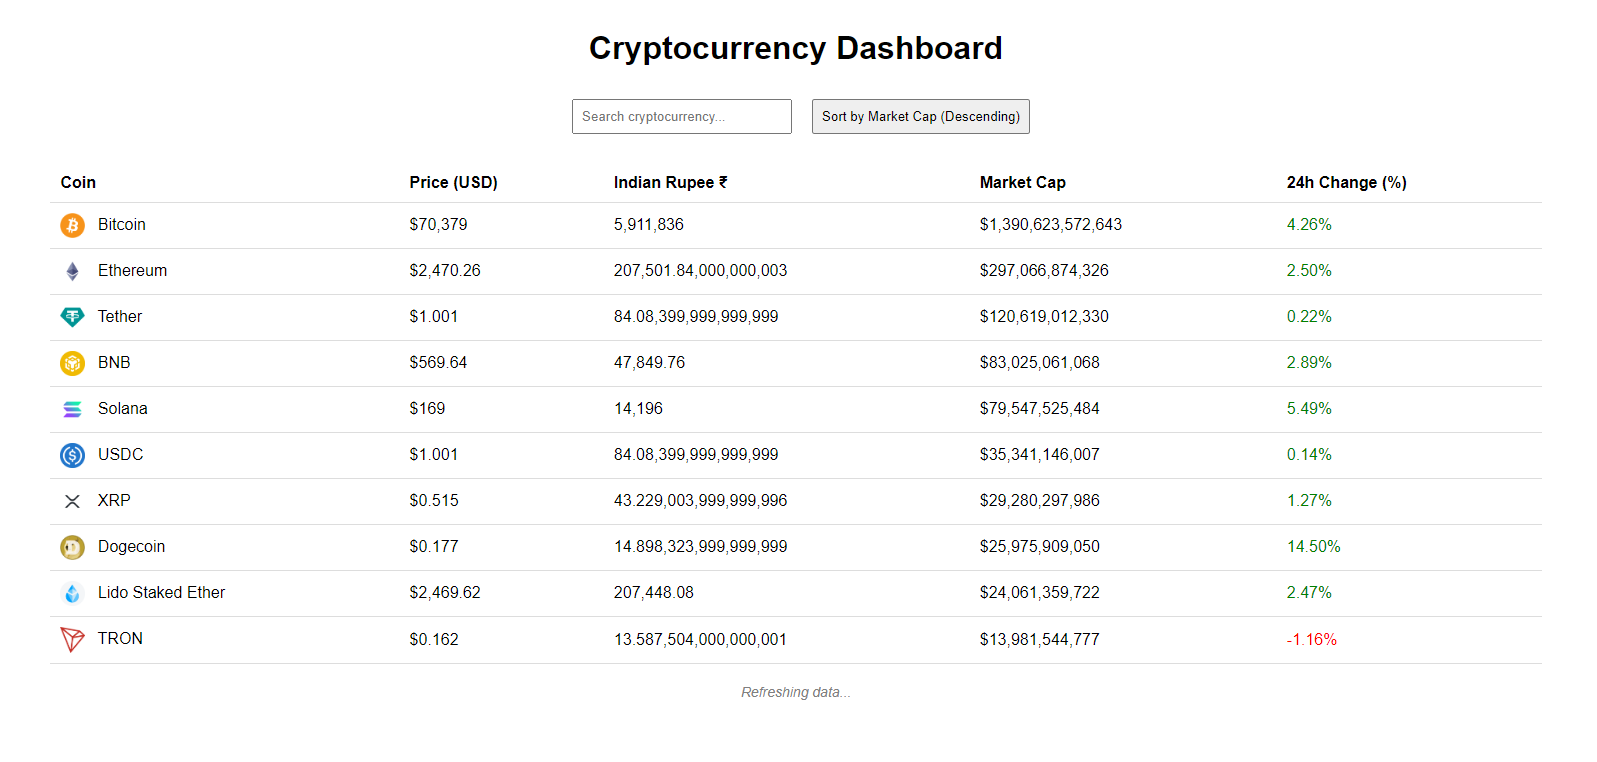 Cryptocurrency Dashboard
Search cryptocurrency... Sort by Market Cap (Descending)
Coin Price (USD) Indian Rupee ₹ Market Cap 24h Change (%)
Bitcoin $70,379 5,911,836 $1,390,623,572,643 4.26%
Ethereum $2,470.26 207,501.84,000,000,003 $297,066,874,326 2.50%
Tether $1.001 84.08,399,999,999,999 $120,619,012,330 0.22%
BNB $569.64 47,849.76 $83,025,061,068 2.89%
Solana $169 14,196 $79,547,525,484 5.49%
USDC $1.001 84.08,399,999,999,999 $35,341,146,007 0.14%
XRP $0.515 43.229,003,999,999,996 $29,280,297,986 1.27%
Dogecoin $0.177 14.898,323,999,999,999 $25,975,909,050 14.50%
Lido Staked Ether $2,469.62 207,448.08 $24,061,359,722 2.47%
TRON $0.162 13.587,504,000,000,001 $13,981,544,777 -1.16%
Refreshing data...